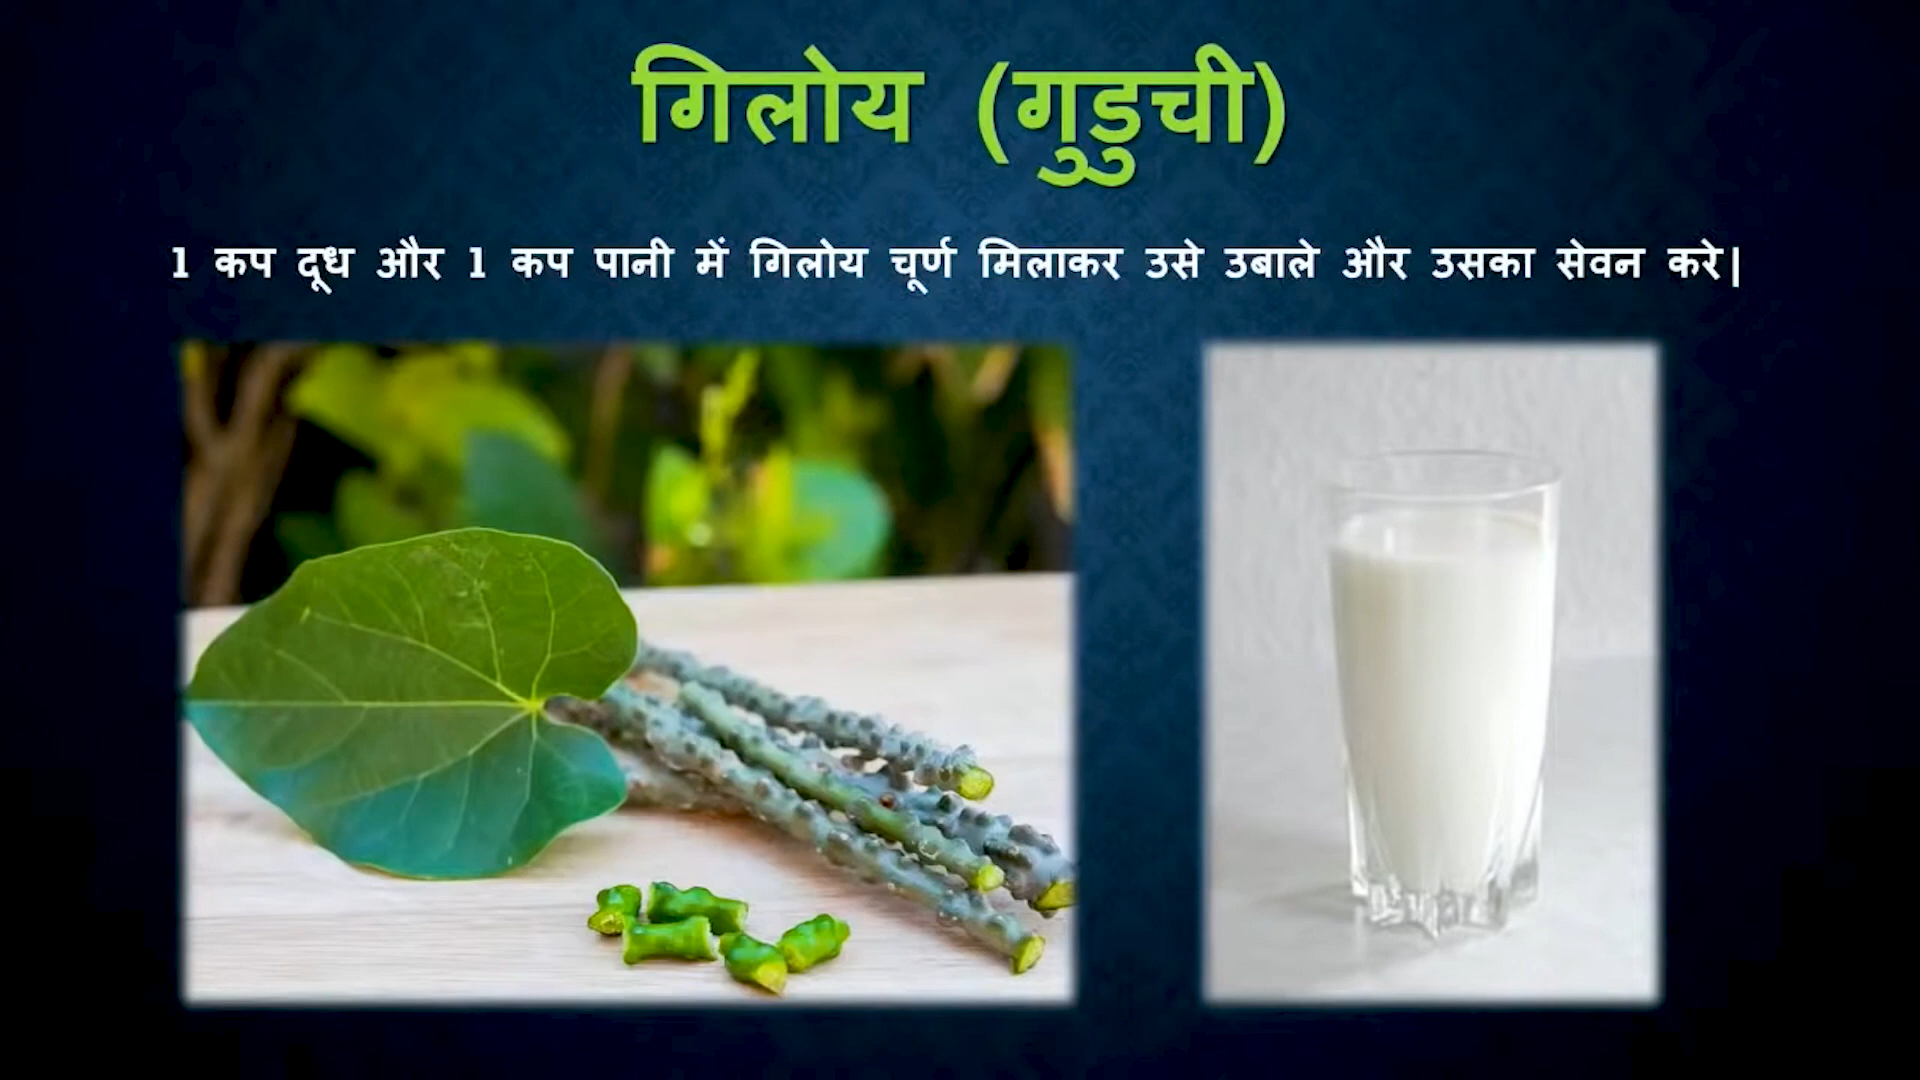 गिलोय (गुडुची)
1 कप दूध और 1 कप पानी में गिलोय चूर्ण मिलाकर उसे उबाले और उसका सेवन करे|